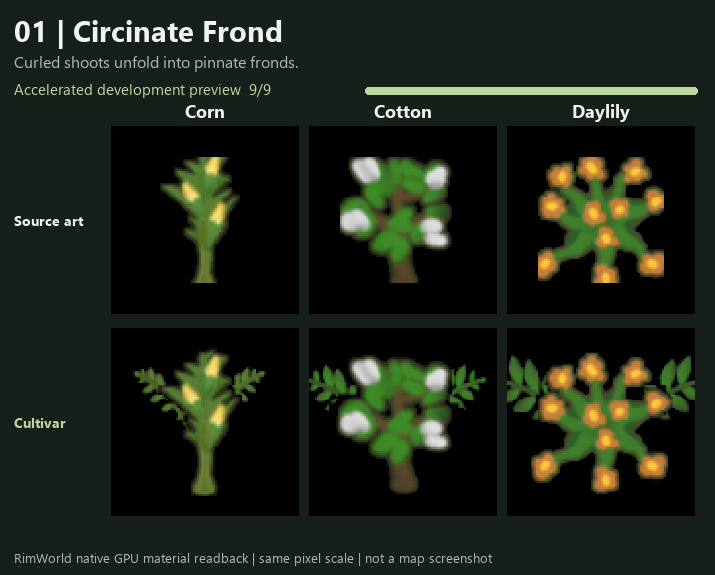 01 | Circinate Frond
Curled shoots unfold into pinnate fronds.
Accelerated development preview 9/9
Corn Cotton Daylily
Source art
Cultivar
RimWorld native GPU material readback | same pixel scale | not a map screenshot